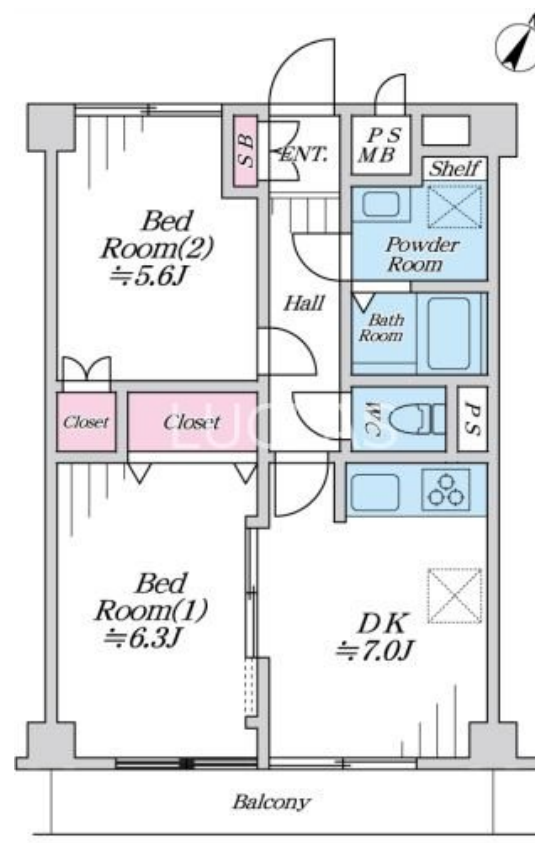 SB
ENT.
PS
MB
Shelf
Bed
Room(2)
≒5.6J
Powder
Room
Hall
Bath
Room
Closet
Closet
WC
PS
Bed
Room(1)
≒6.3J
DK
≒7.0J
Balcony